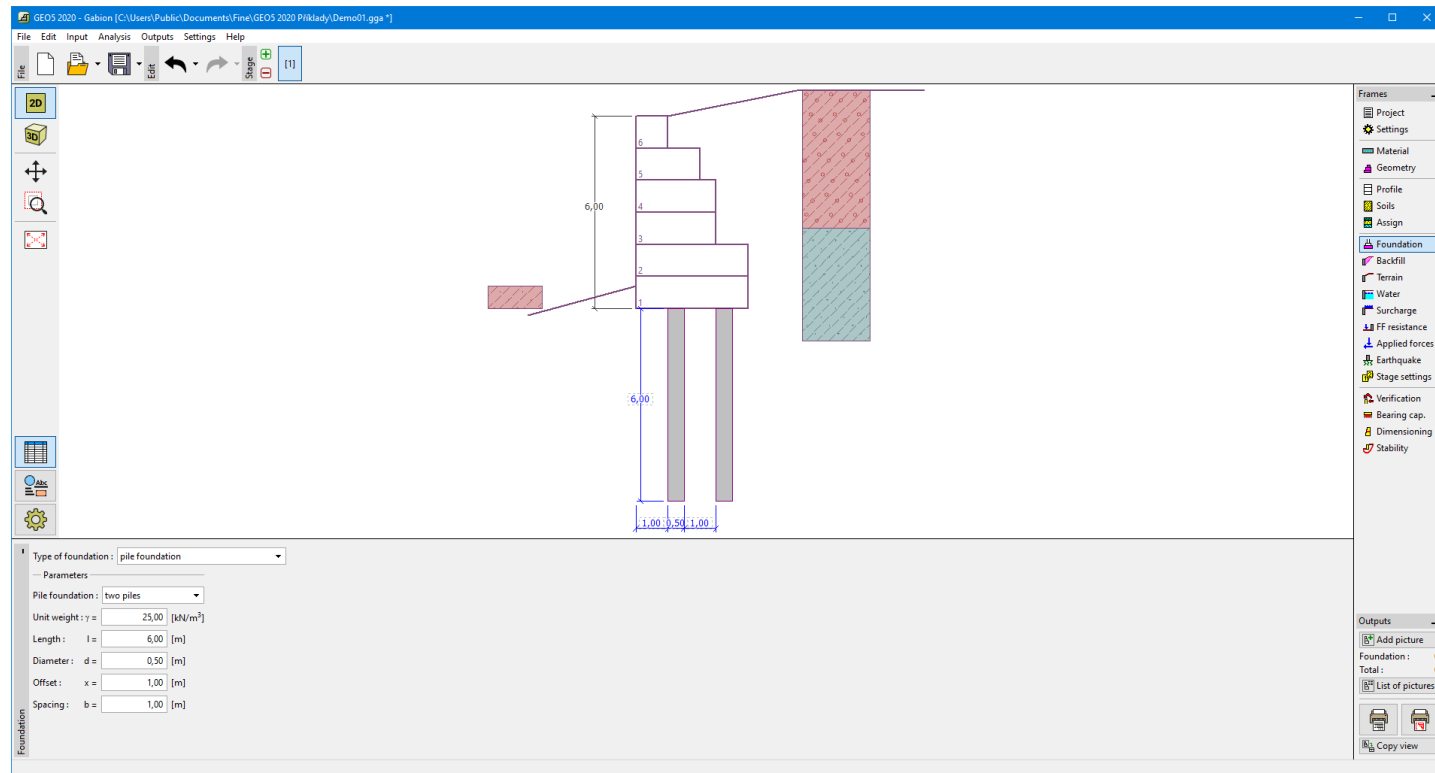 GEO5 2020 - Gabion [C:\Users\Public\Documents\Fine\GEO5 2020 Příklady\Demo01.gga *]
File Edit Input Analysis Outputs Settings Help
File
Edit
Stage
[1]
2D
3D
Abc
6
5
4
3
2
1
6,00
6,00
1,00 0,50 1,00
Frames
Project
Settings
Material
Geometry
Profile
Soils
Assign
Foundation
Backfill
Terrain
Water
Surcharge
FF resistance
Applied forces
Earthquake
Stage settings
Verification
Bearing cap.
Dimensioning
Stability
Outputs
Add picture
Foundation :
Total :
List of pictures
Copy view
Foundation
Type of foundation : pile foundation
Parameters
Pile foundation : two piles
Unit weight : γ = 25,00 [kN/m³]
Length : l = 6,00 [m]
Diameter : d = 0,50 [m]
Offset : x = 1,00 [m]
Spacing : b = 1,00 [m]